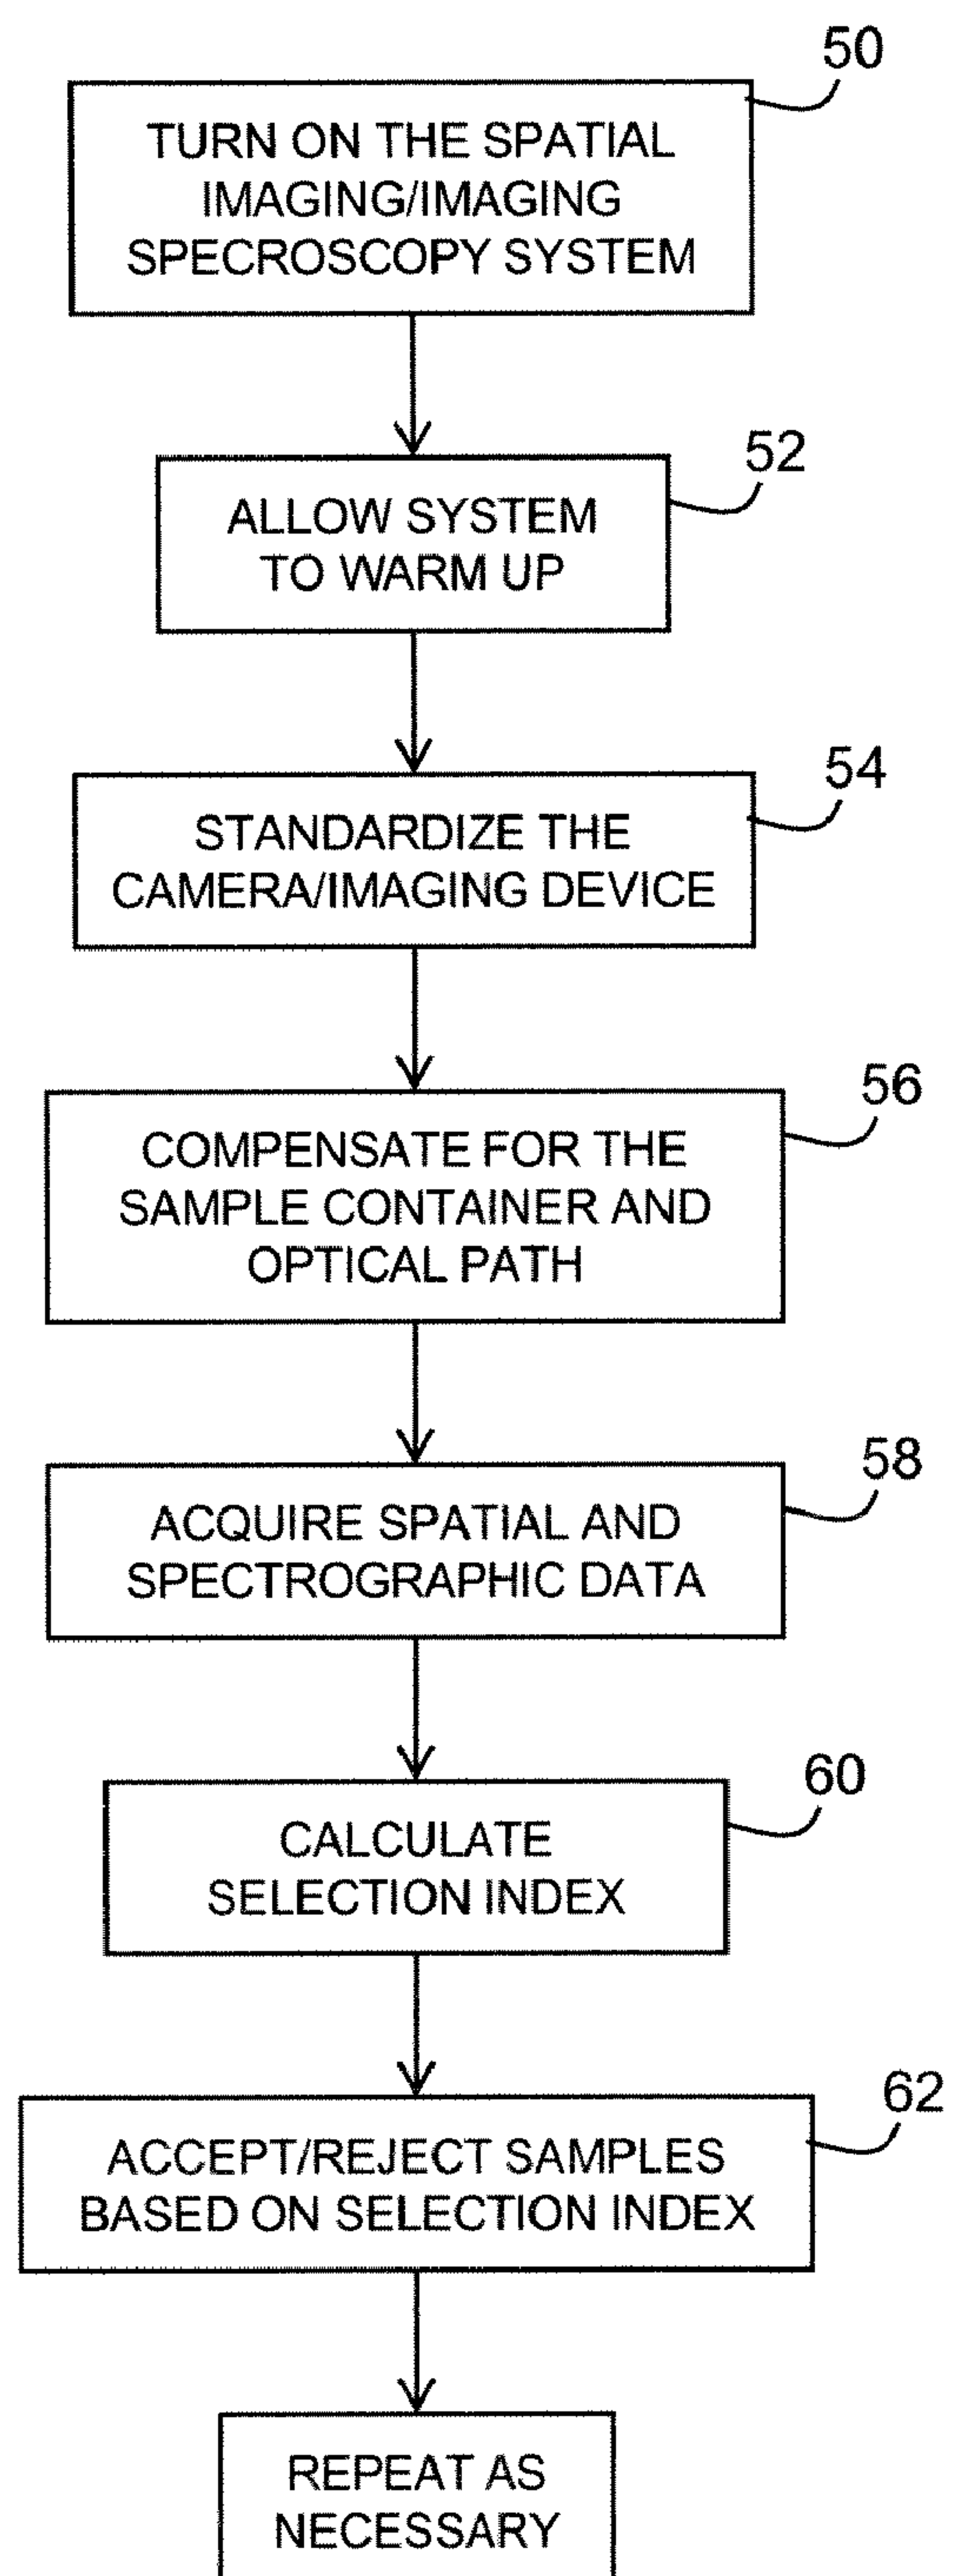 50
TURN ON THE SPATIAL
IMAGING/IMAGING
SPECROSCOPY SYSTEM
52
ALLOW SYSTEM
TO WARM UP
54
STANDARDIZE THE
CAMERA/IMAGING DEVICE
56
COMPENSATE FOR THE
SAMPLE CONTAINER AND
OPTICAL PATH
58
ACQUIRE SPATIAL AND
SPECTROGRAPHIC DATA
60
CALCULATE
SELECTION INDEX
62
ACCEPT/REJECT SAMPLES
BASED ON SELECTION INDEX
REPEAT AS
NECESSARY